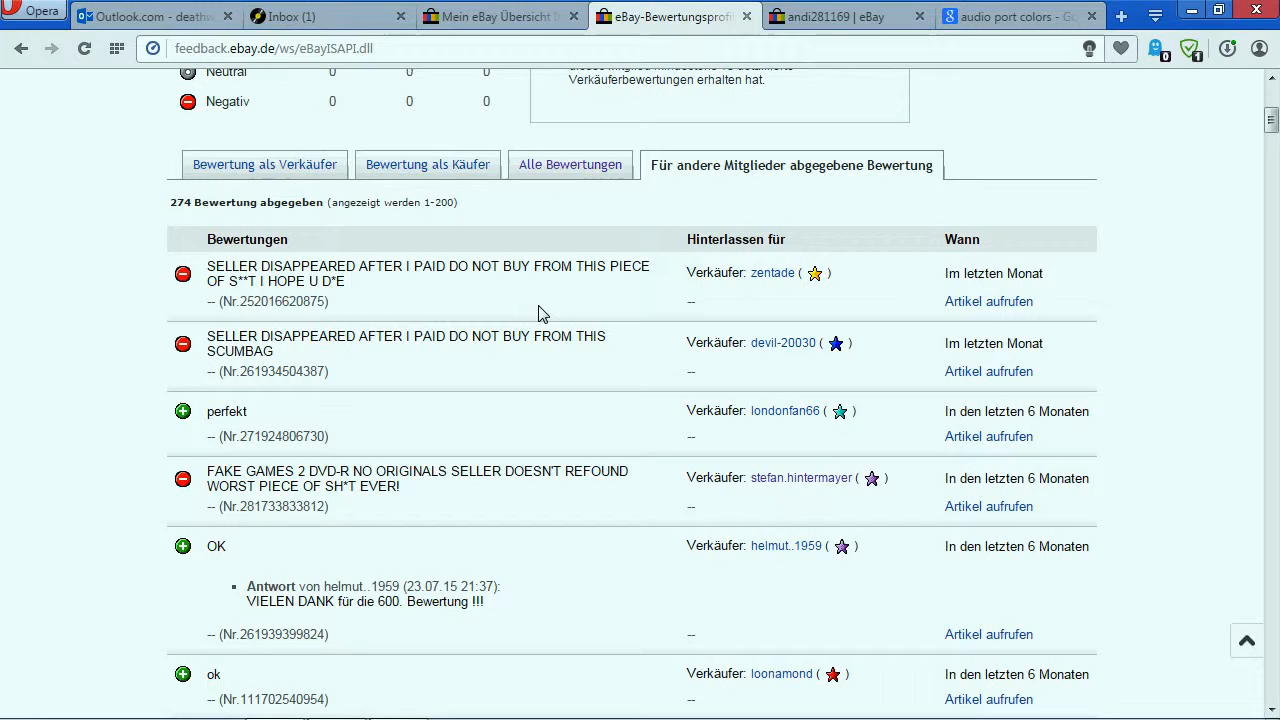 Opera
Outlook.com - deathw
Inbox (1)
Mein eBay Übersicht
eBay-Bewertungsprofi
andi281169 | eBay
audio port colors - Go
feedback.ebay.de/ws/eBayISAPI.dll
0
1
Neutral 0 0 0
Verkäuferbewertungen erhalten hat.
Negativ 0 0 0
Bewertung als Verkäufer
Bewertung als Käufer
Alle Bewertungen
Für andere Mitglieder abgegebene Bewertung
274 Bewertung abgegeben (angezeigt werden 1-200)
Bewertungen Hinterlassen für Wann
SELLER DISAPPEARED AFTER I PAID DO NOT BUY FROM THIS PIECE
OF S**T I HOPE U D*E
Verkäufer: zentade ( )
Im letzten Monat
-- (Nr.252016620875) -- Artikel aufrufen
SELLER DISAPPEARED AFTER I PAID DO NOT BUY FROM THIS
SCUMBAG
Verkäufer: devil-20030 ( )
Im letzten Monat
-- (Nr.261934504387) -- Artikel aufrufen
perfekt Verkäufer: londonfan66 ( ) In den letzten 6 Monaten
-- (Nr.271924806730) -- Artikel aufrufen
FAKE GAMES 2 DVD-R NO ORIGINALS SELLER DOESN'T REFOUND
WORST PIECE OF SH*T EVER!
Verkäufer: stefan.hintermayer ( )
In den letzten 6 Monaten
-- (Nr.281733833812) -- Artikel aufrufen
OK Verkäufer: helmut..1959 ( ) In den letzten 6 Monaten
Antwort von helmut..1959 (23.07.15 21:37):
VIELEN DANK für die 600. Bewertung !!!
-- (Nr.261939399824) -- Artikel aufrufen
ok Verkäufer: loonamond ( ) In den letzten 6 Monaten
-- (Nr.111702540954) -- Artikel aufrufen